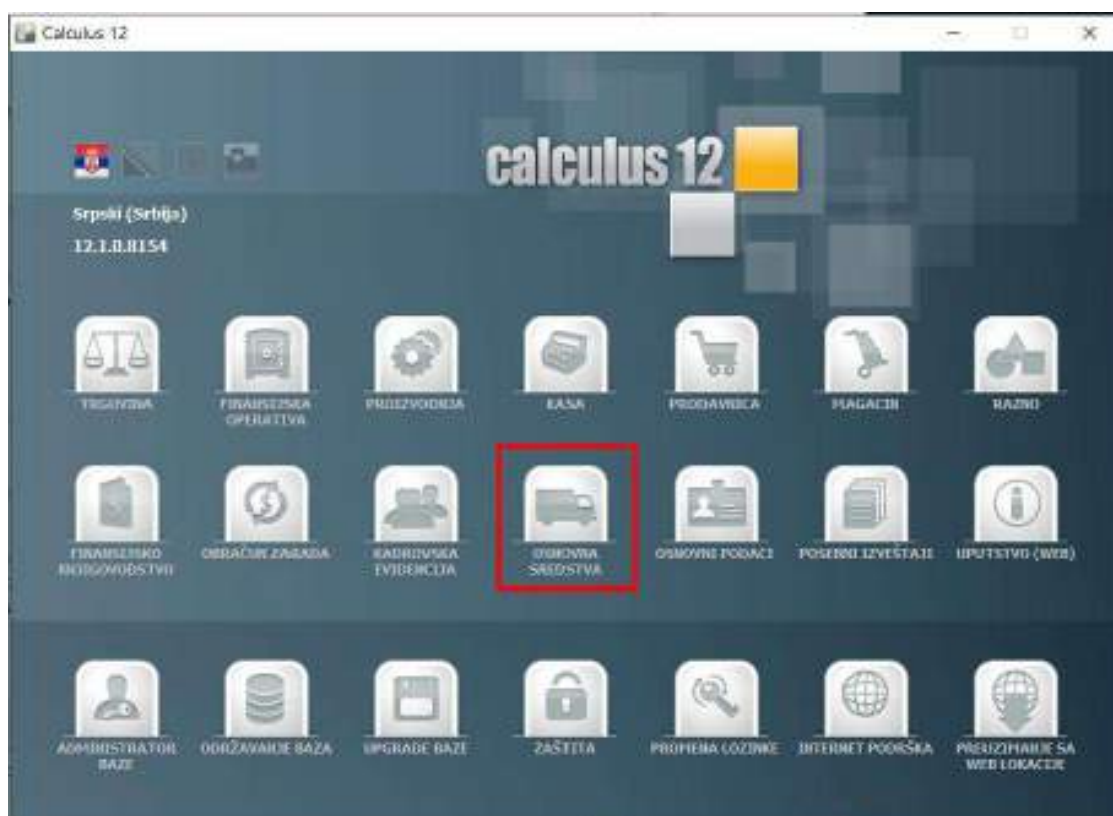 Calculus 12
calculus 12
Srpski (Srbija)
12.1.0.8154
TRGOVINA
FINANSIJSKA
OPERATIVA
PROIZVODNJA
KASA
PRODAVNICA
MAGACIN
RAZNO
FINANSIJSKO
KNJIGOVODSTVO
OBRAČUN ZARADA
KADROVSKA
EVIDENCIJA
OSNOVNA
SREDSTVA
OSNOVNI PODACI
POSEBNI IZVEŠTAJI
UPUTSTVO (WEB)
ADMINISTRATOR
BAZE
ODRŽAVANJE BAZA
UPGRADE BAZE
ZAŠTITA
PROMENA LOZINKE
INTERNET PODRŠKA
PREUZIMANJE SA
WEB LOKACIJE